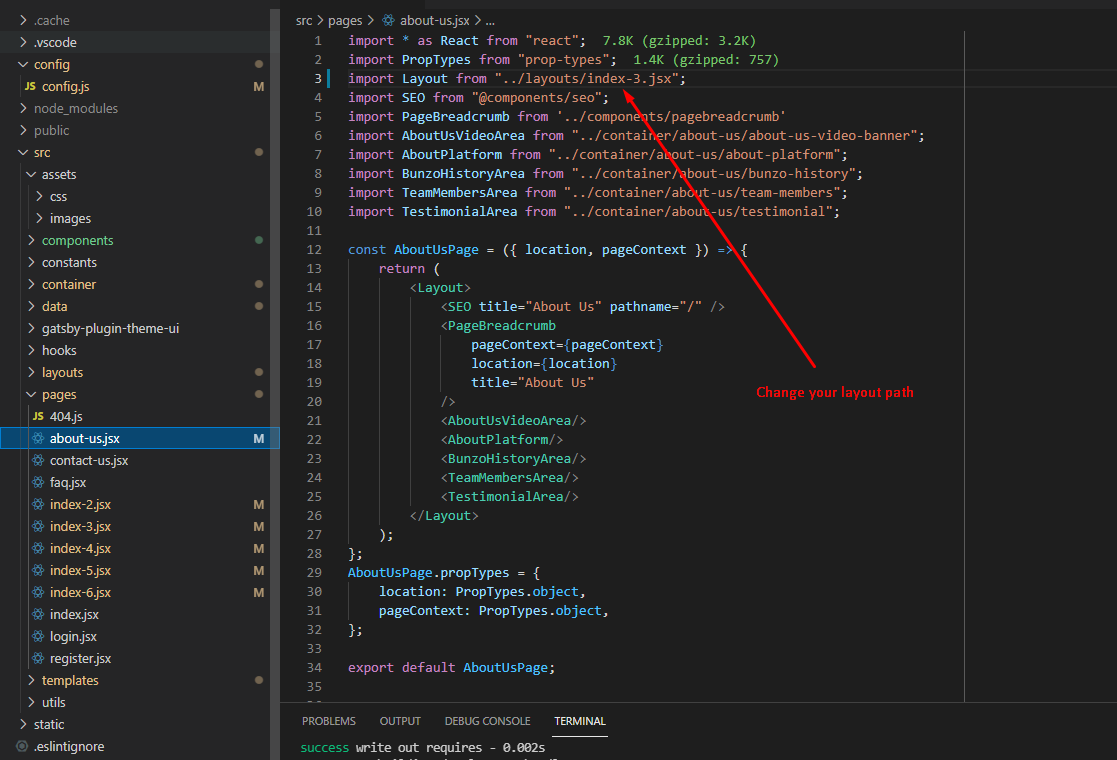 .cache
.vscode
config
JS config.js M
node_modules
public
src
assets
css
images
components
constants
container
data
gatsby-plugin-theme-ui
hooks
layouts
pages
JS 404.js
about-us.jsx M
contact-us.jsx
faq.jsx
index-2.jsx M
index-3.jsx M
index-4.jsx M
index-5.jsx M
index-6.jsx M
index.jsx
login.jsx
register.jsx
templates
utils
static
.eslintignore
src > pages > about-us.jsx > ...
1 import * as React from "react"; 7.8K (gzipped: 3.2K)
2 import PropTypes from "prop-types"; 1.4K (gzipped: 757)
3 import Layout from "../layouts/index-3.jsx";
4 import SEO from "@components/seo";
5 import PageBreadcrumb from '../components/pagebreadcrumb'
6 import AboutUsVideoArea from "../container/about-us/about-us-video-banner";
7 import AboutPlatform from "../container/about-us/about-platform";
8 import BunzoHistoryArea from "../container/about-us/bunzo-history";
9 import TeamMembersArea from "../container/about-us/team-members";
10 import TestimonialArea from "../container/about-us/testimonial";
11
12 const AboutUsPage = ({ location, pageContext }) => {
13 return (
14 <Layout>
15 <SEO title="About Us" pathname="/" />
16 <PageBreadcrumb
17 pageContext={pageContext}
18 location={location}
19 title="About Us"
20 />
21 <AboutUsVideoArea/>
22 <AboutPlatform/>
23 <BunzoHistoryArea/>
24 <TeamMembersArea/>
25 <TestimonialArea/>
26 </Layout>
27 );
28 };
29 AboutUsPage.propTypes = {
30 location: PropTypes.object,
31 pageContext: PropTypes.object,
32 };
33
34 export default AboutUsPage;
35
Change your layout path
PROBLEMS OUTPUT DEBUG CONSOLE TERMINAL
success write out requires - 0.002s